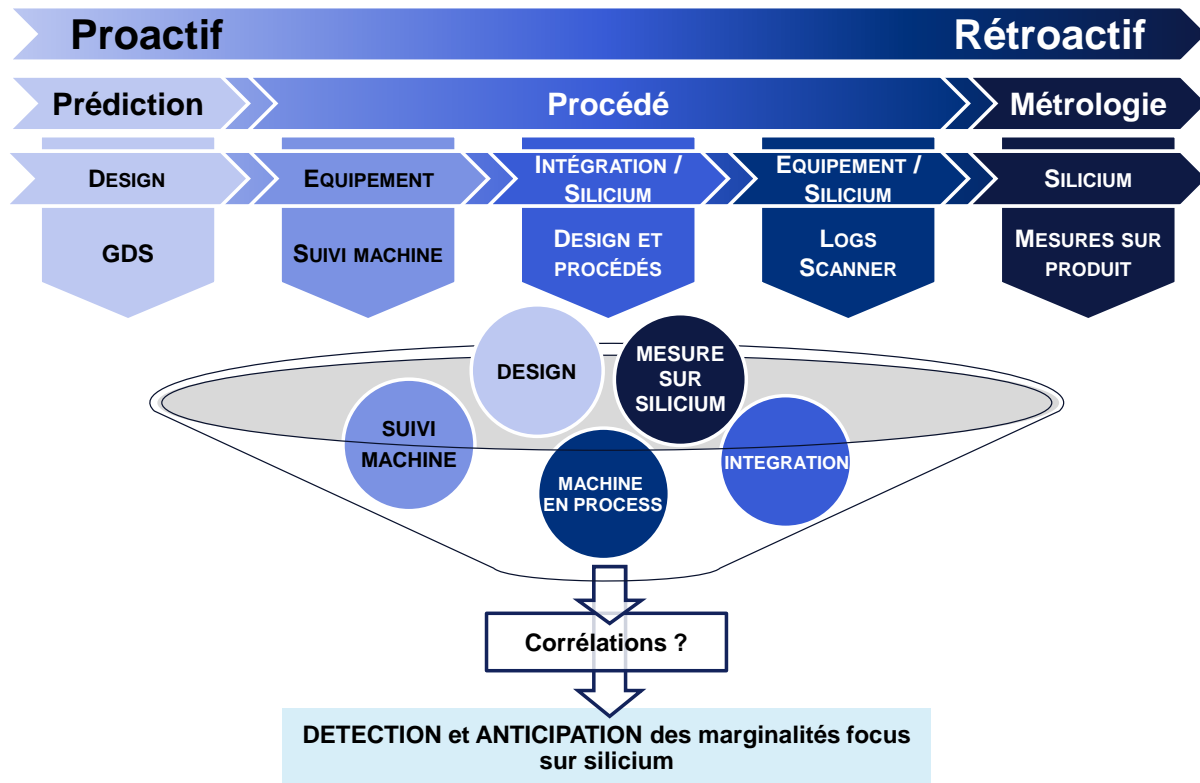 Proactif Rétroactif
Prédiction Procédé Métrologie
DESIGN
EQUIPEMENT
INTÉGRATION /
SILICIUM
EQUIPEMENT /
SILICIUM
SILICIUM
GDS
SUIVI MACHINE
DESIGN ET
PROCÉDÉS
LOGS
SCANNER
MESURES SUR
PRODUIT
DESIGN
MESURE
SUR
SILICIUM
SUIVI
MACHINE
MACHINE
EN PROCESS
INTEGRATION
Corrélations ?
DETECTION et ANTICIPATION des marginalités focus
sur silicium